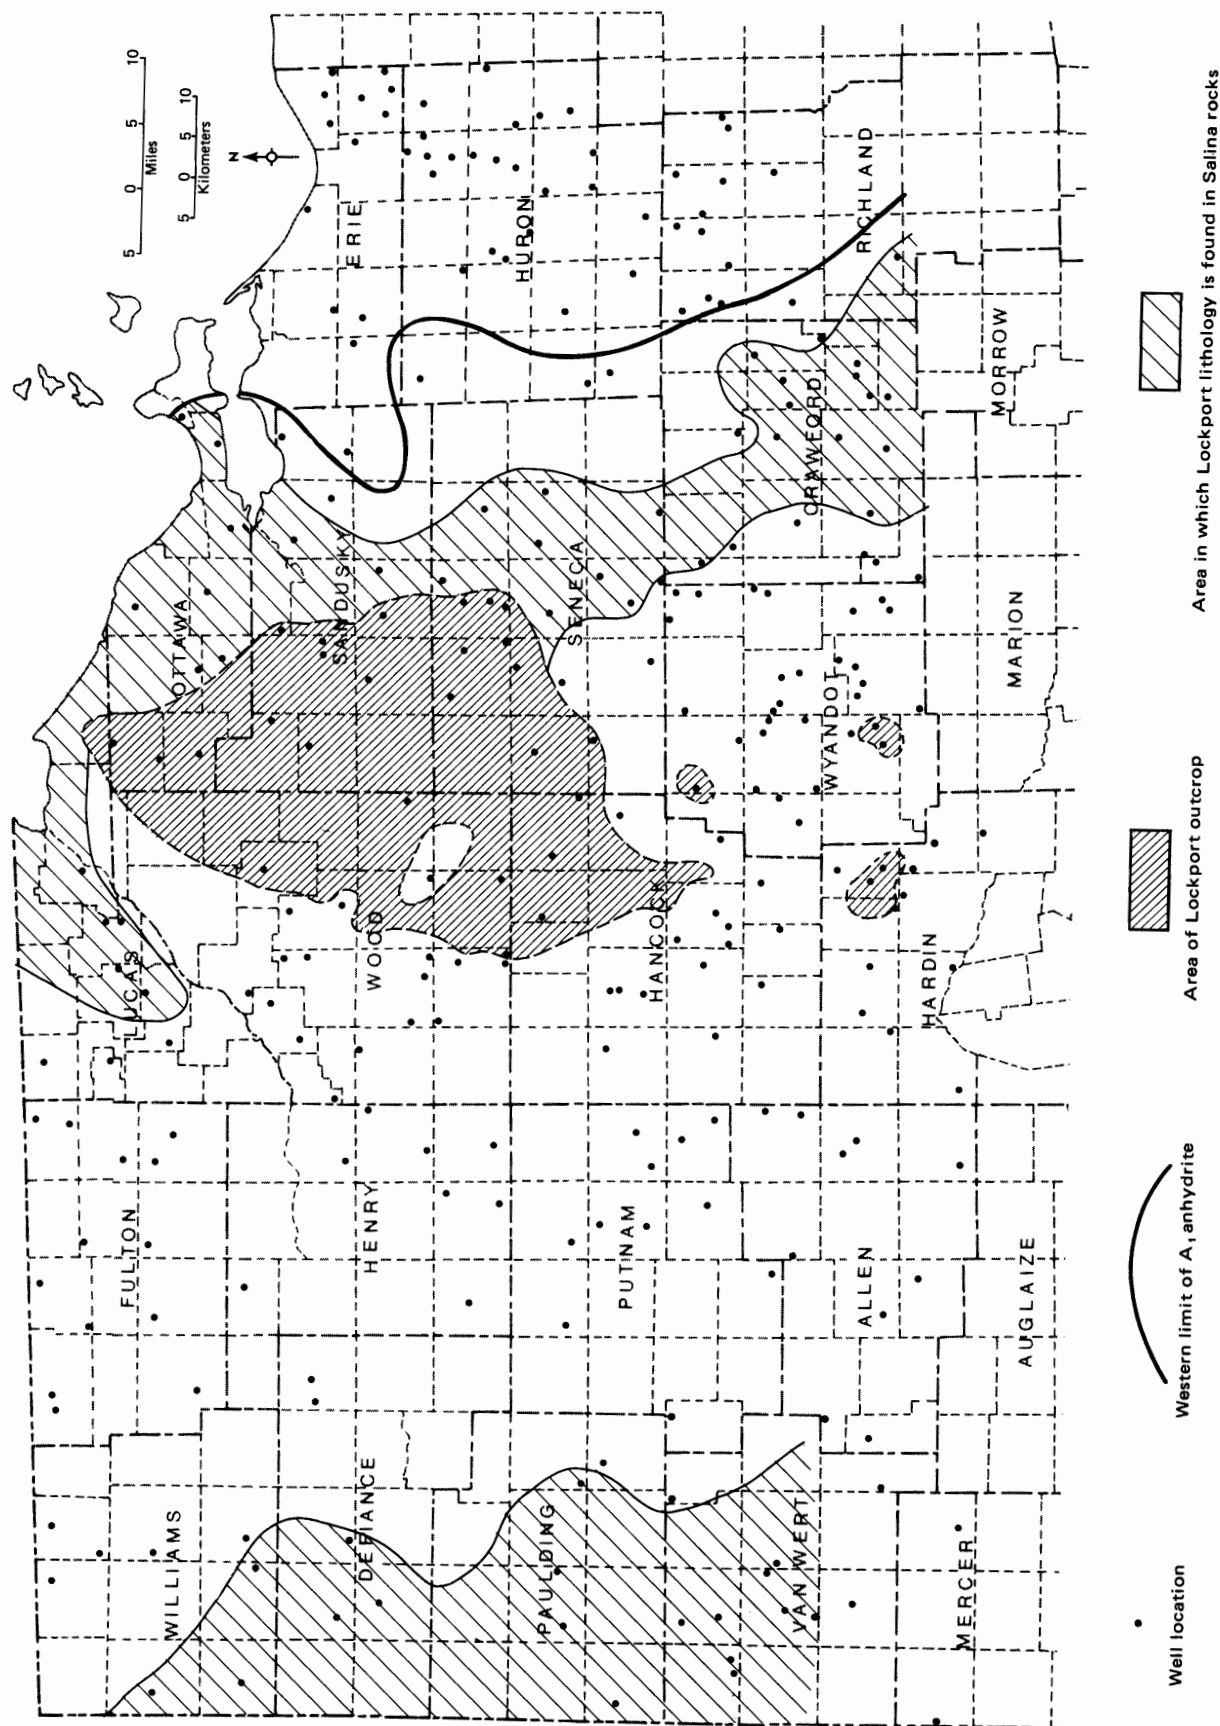 5 0 5 10
Miles
5 0 5 10
Kilometers
N
WILLIAMS
FULTON
LUCAS
OTTAWA
DEFIANCE
HENRY
WOOD
SANDUSKY
ERIE
PAULDING
PUTNAM
HANCOCK
SENECA
HURON
VAN WERT
ALLEN
HARDIN
WYANDOT
CRAWFORD
RICHLAND
MERCER
AUGLAIZE
MARION
MORROW
Well location
Western limit of A₁ anhydrite
Area of Lockport outcrop
Area in which Lockport lithology is found in Salina rocks